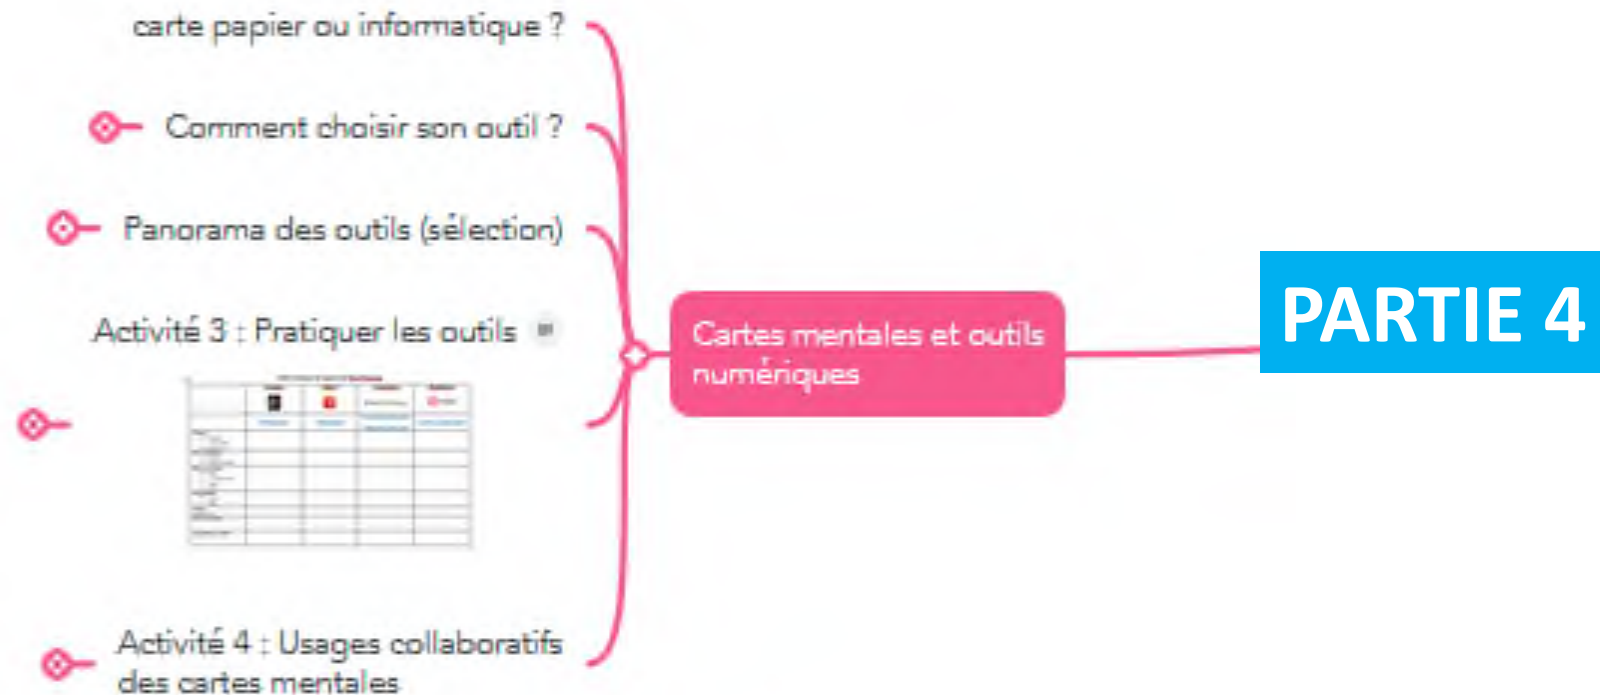 carte papier ou informatique ?
Comment choisir son outil ?
Panorama des outils (sélection)
Activité 3 : Pratiquer les outils
Activité 4 : Usages collaboratifs
des cartes mentales
Cartes mentales et outils
numériques
PARTIE 4